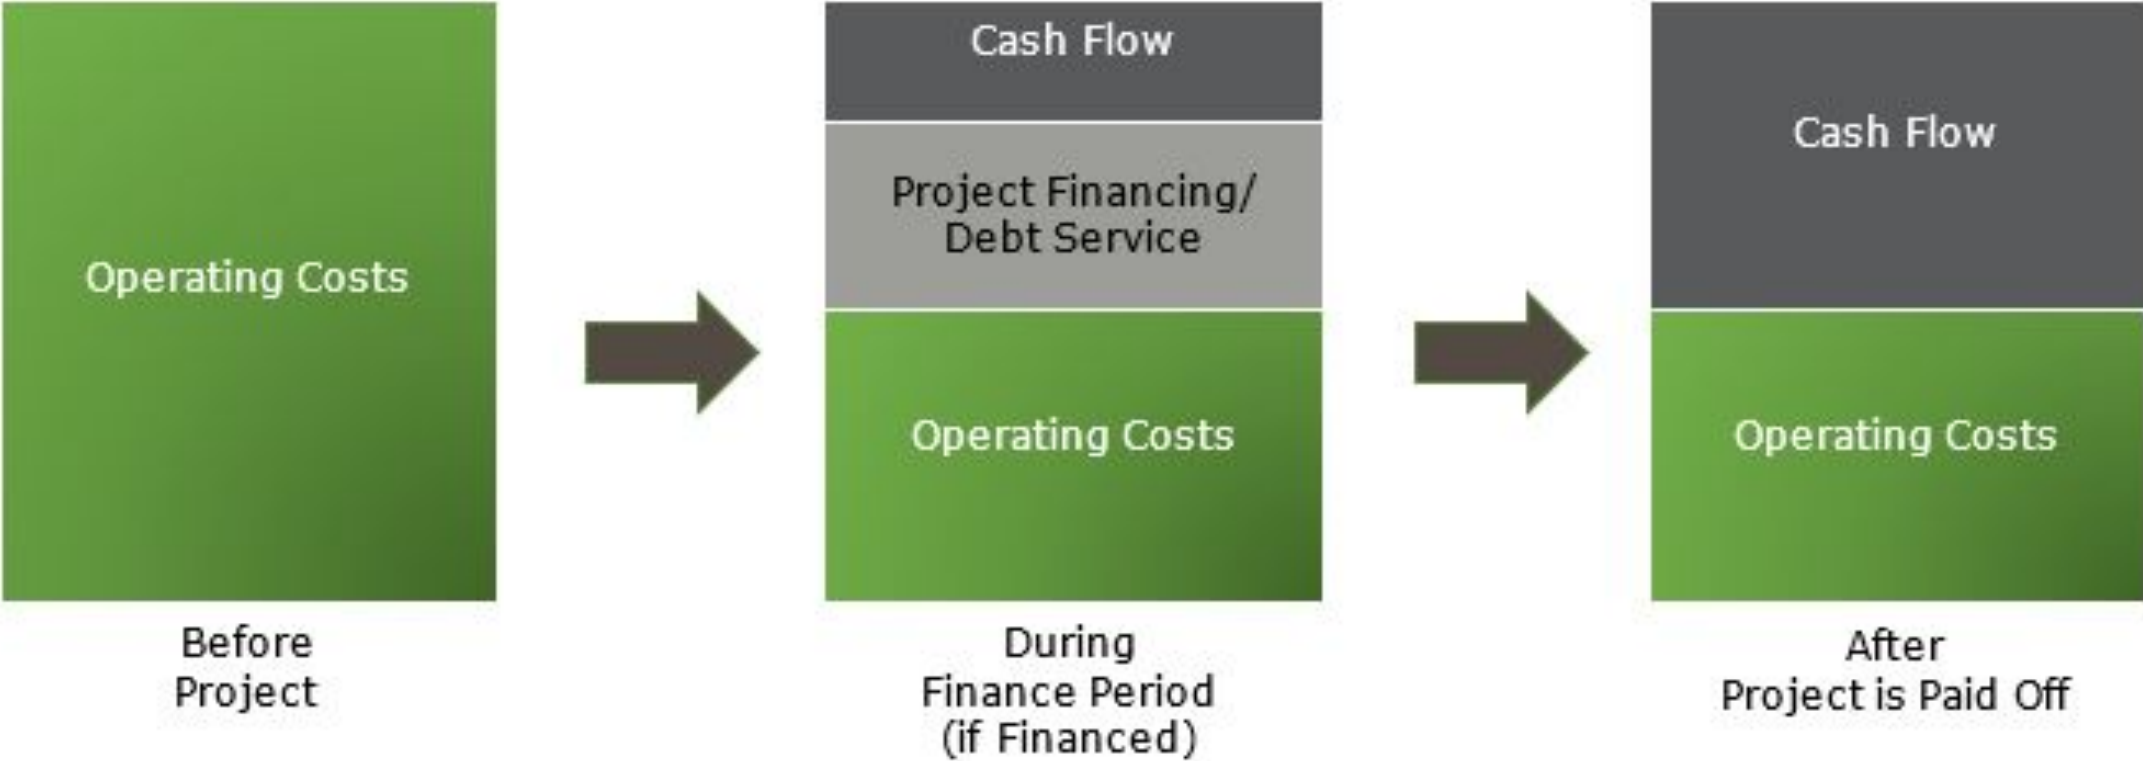 Operating Costs
Before
Project
Cash Flow
Project Financing/
Debt Service
Operating Costs
During
Finance Period
(if Financed)
Cash Flow
Operating Costs
After
Project is Paid Off